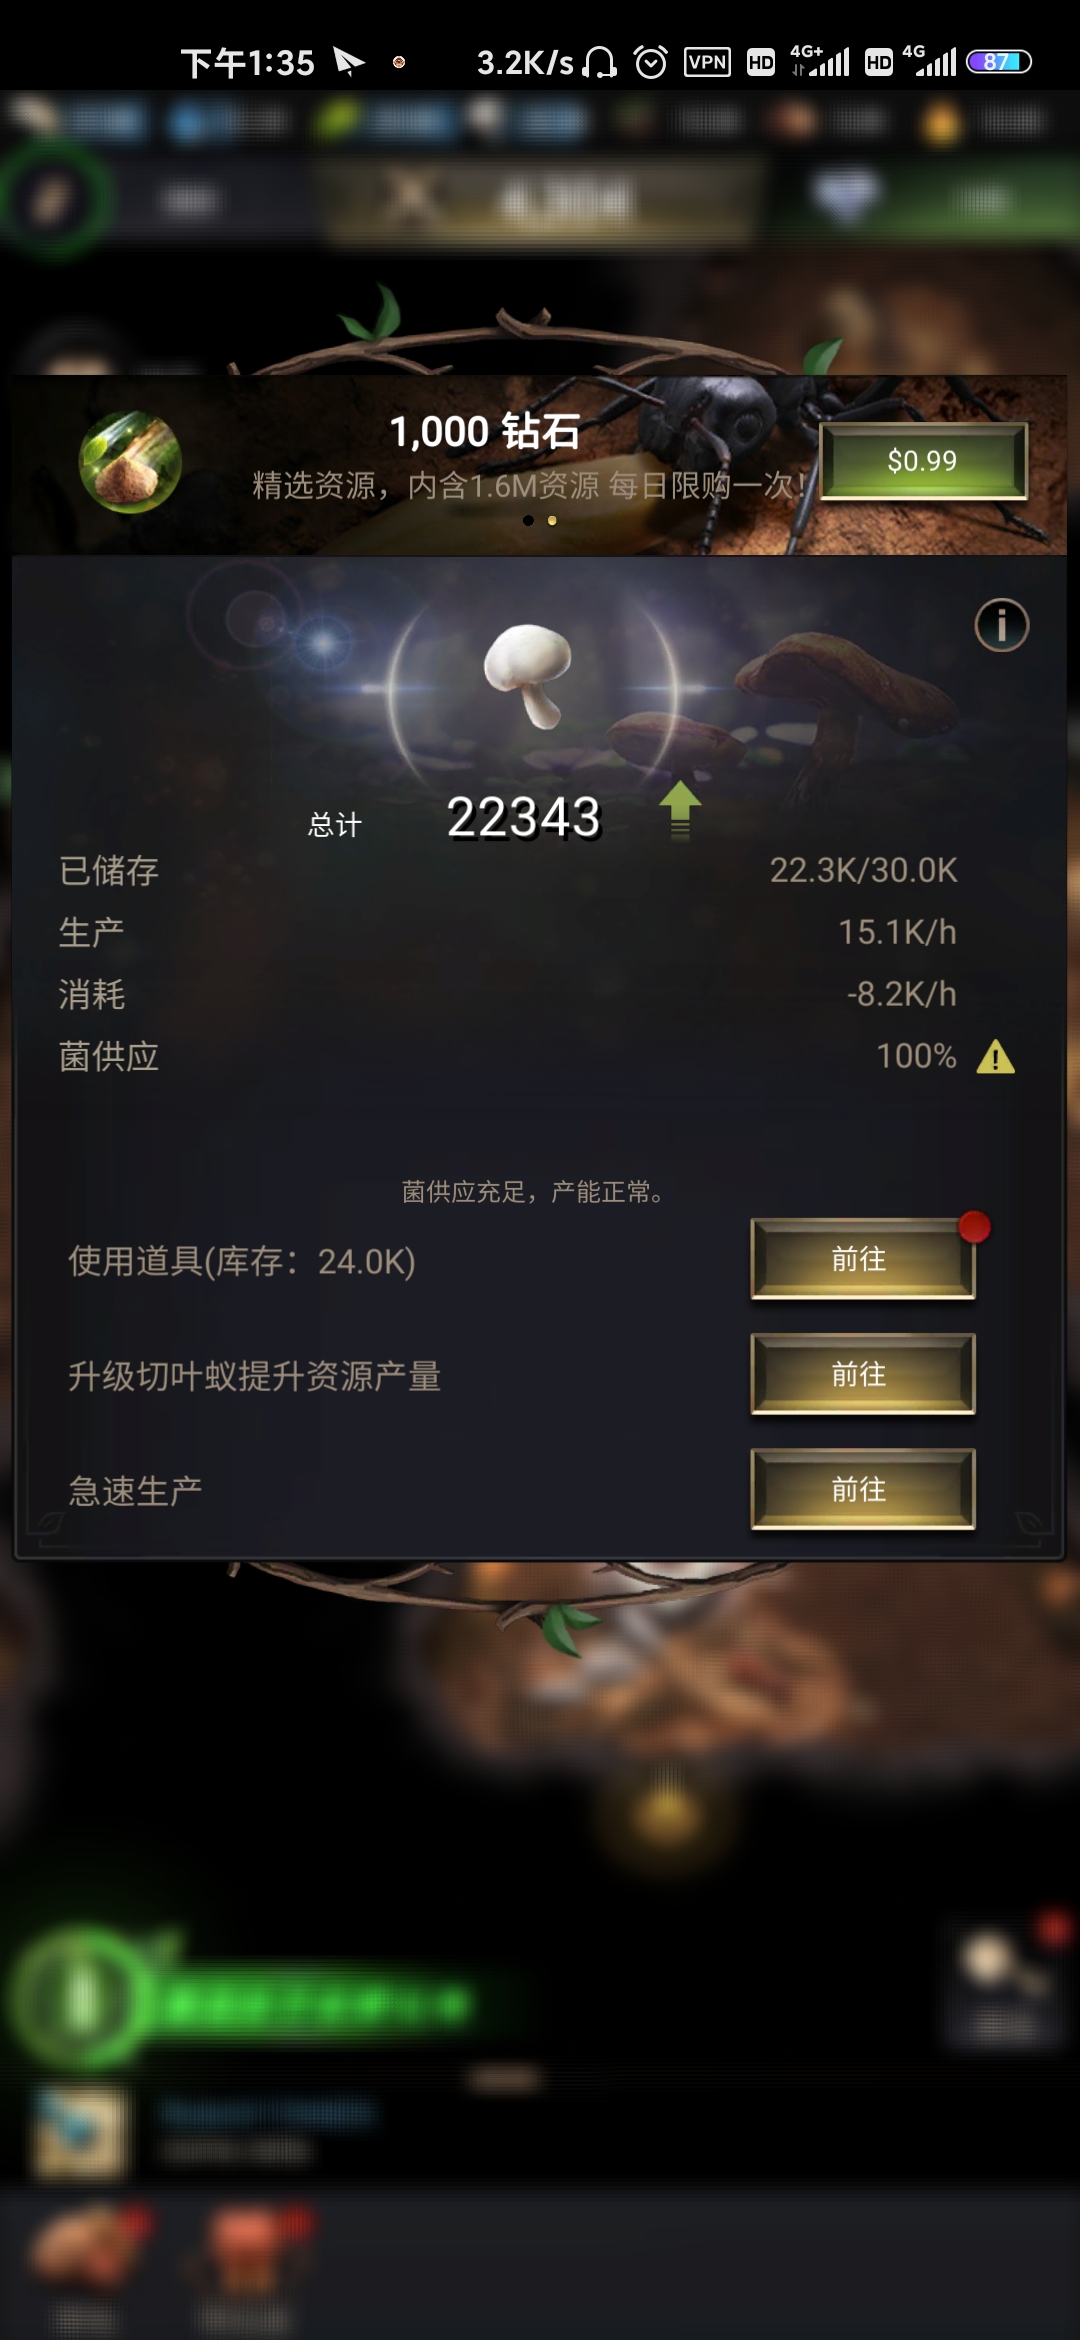 下午1:35
3.2K/s
VPN
HD
4G+
HD
4G
87
1,000 钻石
精选资源，内含1.6M资源 每日限购一次！
$0.99
总计
22343
已储存
22.3K/30.0K
生产
15.1K/h
消耗
-8.2K/h
菌供应
100%
菌供应充足，产能正常。
使用道具(库存：24.0K)
前往
升级切叶蚁提升资源产量
前往
急速生产
前往